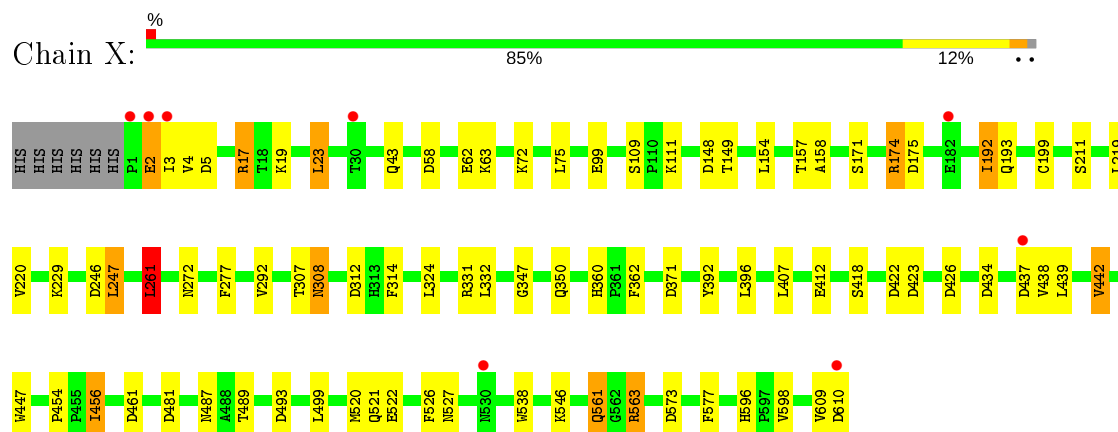 %
Chain X:
85% 12% • •
HIS HIS HIS HIS HIS HIS P1 E2 I3 V4 D5 R17 T18 K19 L23 T30 Q43 D58 E62 K63 K72 L75 E99 S109 P110 K111 D148 T149 L154 T157 A158 S171 R174 D175 E182 I192 Q193 C199 S211 L219
V220 K229 D246 L247 L261 N272 F277 V292 T307 N308 D312 H313 F314 L324 R331 L332 G347 Q350 H360 P361 F362 D371 Y392 L396 L407 E412 S418 D422 D423 D426 D434 D437 V438 L439 V442
W447 P454 P455 I456 D461 D481 N487 A488 T489 D493 L499 M520 Q521 E522 F526 N527 N530 W538 K546 Q561 G562 R563 D573 F577 H596 P597 V598 V609 D610